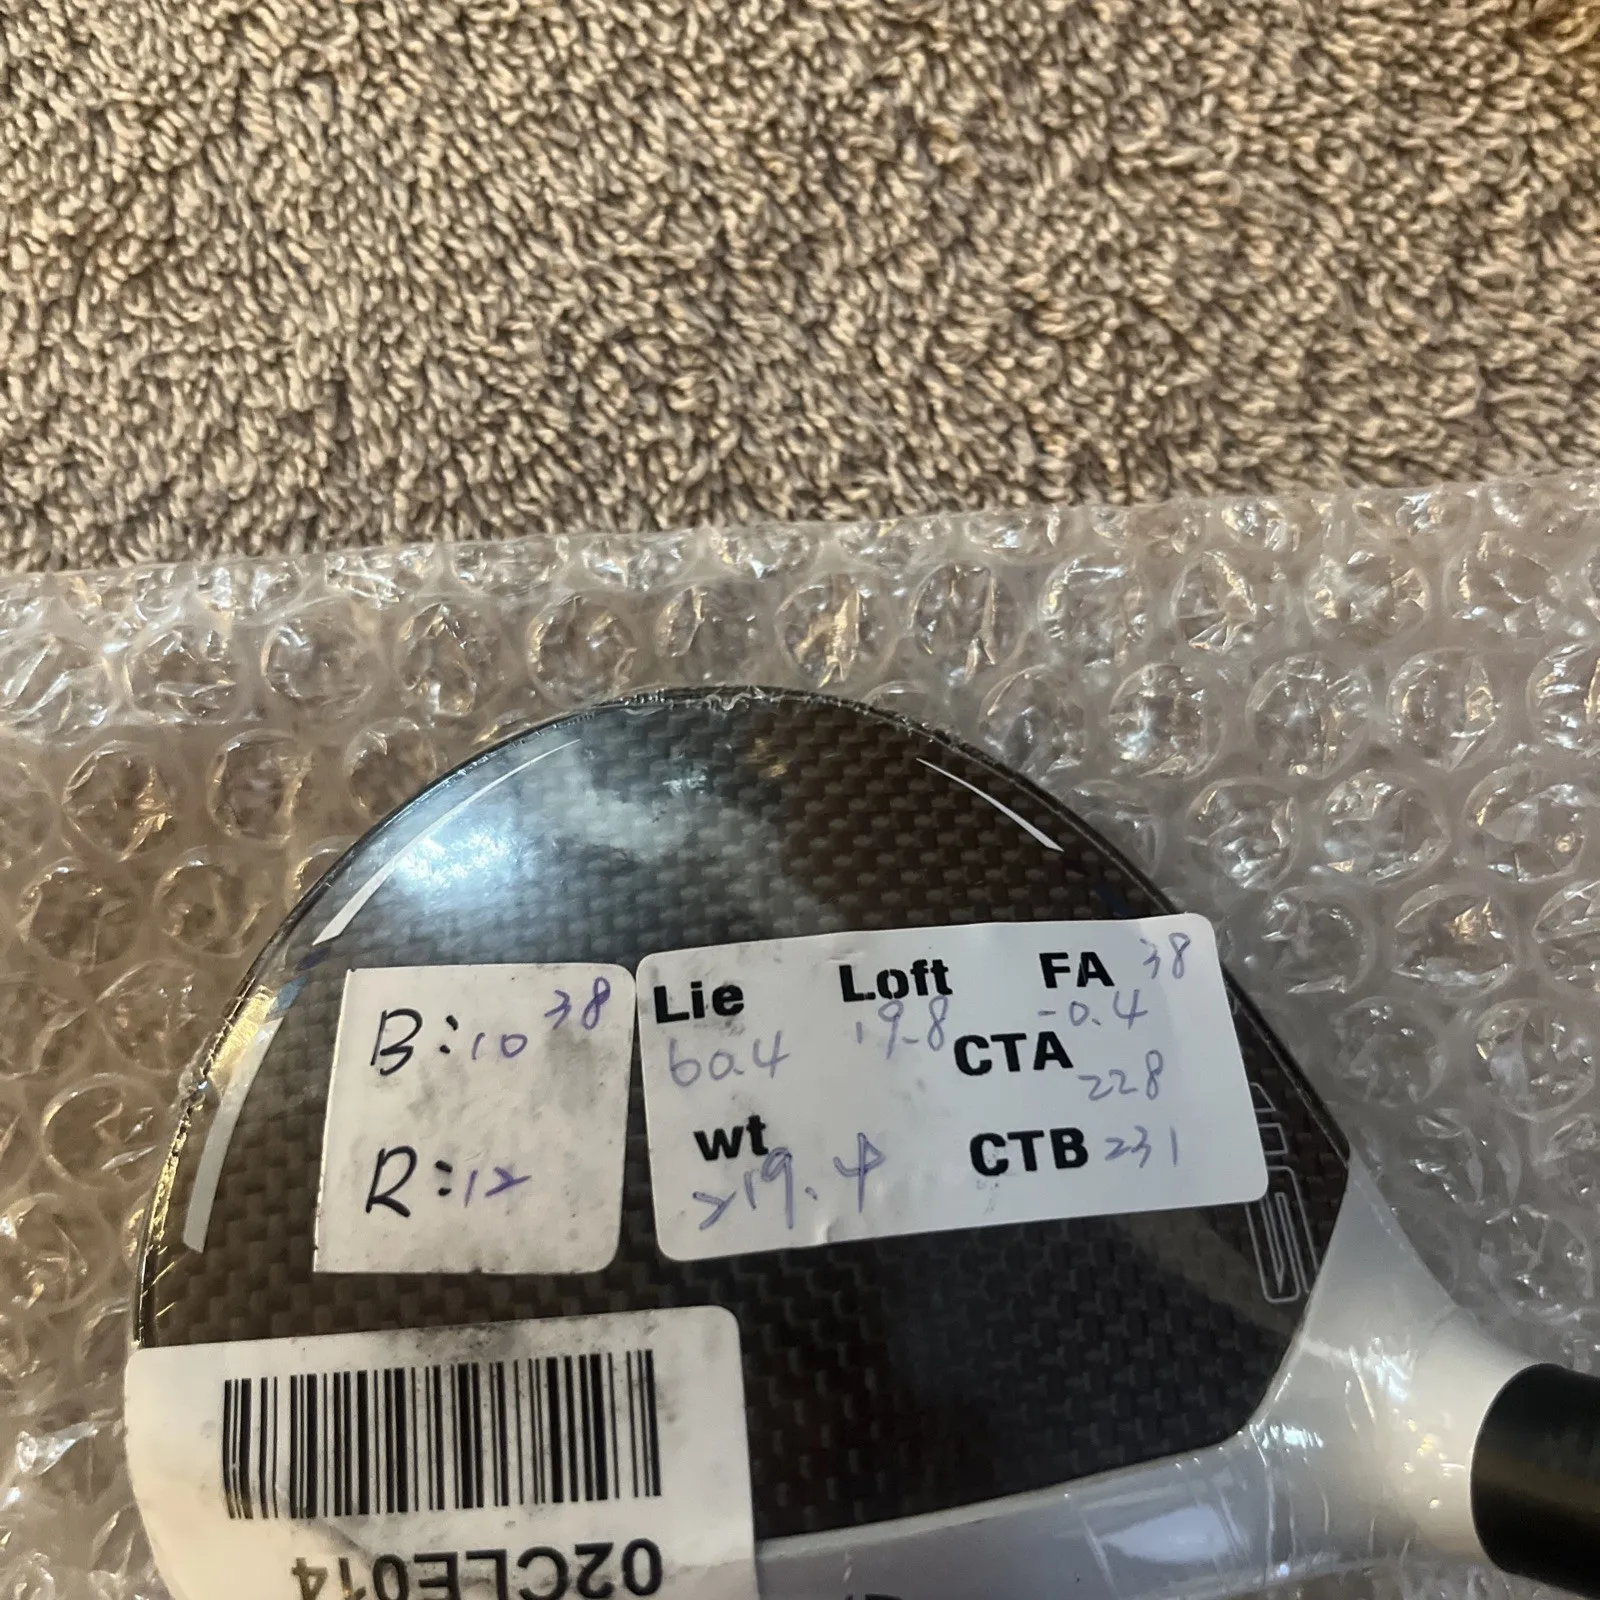 B:10 38
R:12
Lie Loft FA 38
60.4 19.8 -0.4
CTA 228
wt CTB 231
219.4
02CLE014